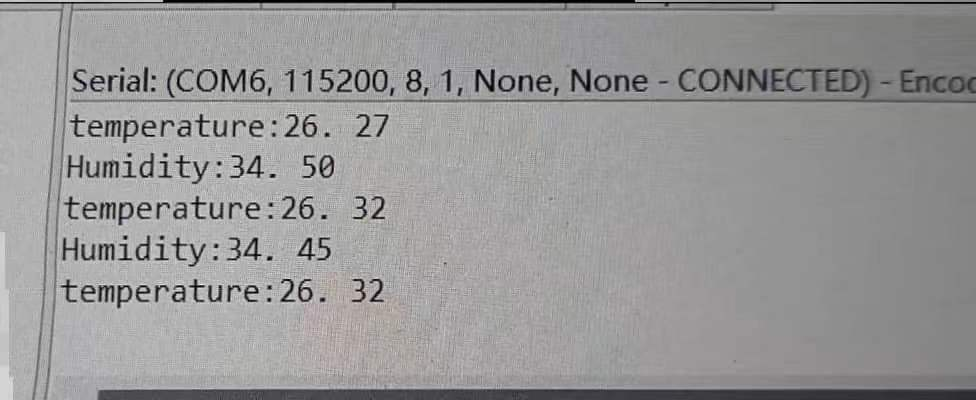 Serial: (COM6, 115200, 8, 1, None, None - CONNECTED) - Encod
temperature:26. 27
Humidity:34. 50
temperature:26. 32
Humidity:34. 45
temperature:26. 32